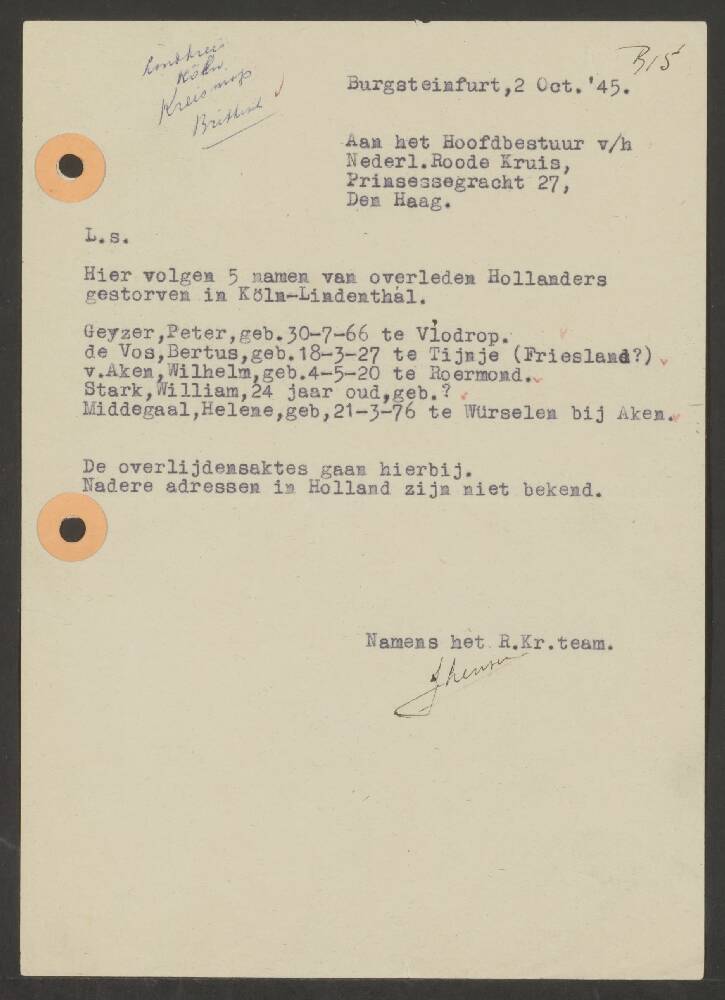 Landkreis
Köln
Kreismap
Brittisch
B15
Burgsteinfurt,2 Oct.'45.
Aan het Hoofdbestuur v/h
Nederl.Roode Kruis,
Prinsessegracht 27,
Den Haag.
L.s.
Hier volgen 5 namen van overleden Hollanders
gestorven in Köln-Lindenthal.
Geyzer,Peter,geb.30-7-66 te Vlodrop.
de Vos,Bertus,geb.18-3-27 te Tijnje (Friesland?)
v.Aken,Wilhelm,geb.4-5-20 te Roermond.
Stark,William,24 jaar oud,geb.?
Middegaal,Helene,geb,21-3-76 te Würselen bij Aken.
De overlijdensaktes gaan hierbij.
Nadere adressen in Holland zijn niet bekend.
Namens het R.Kr.team.